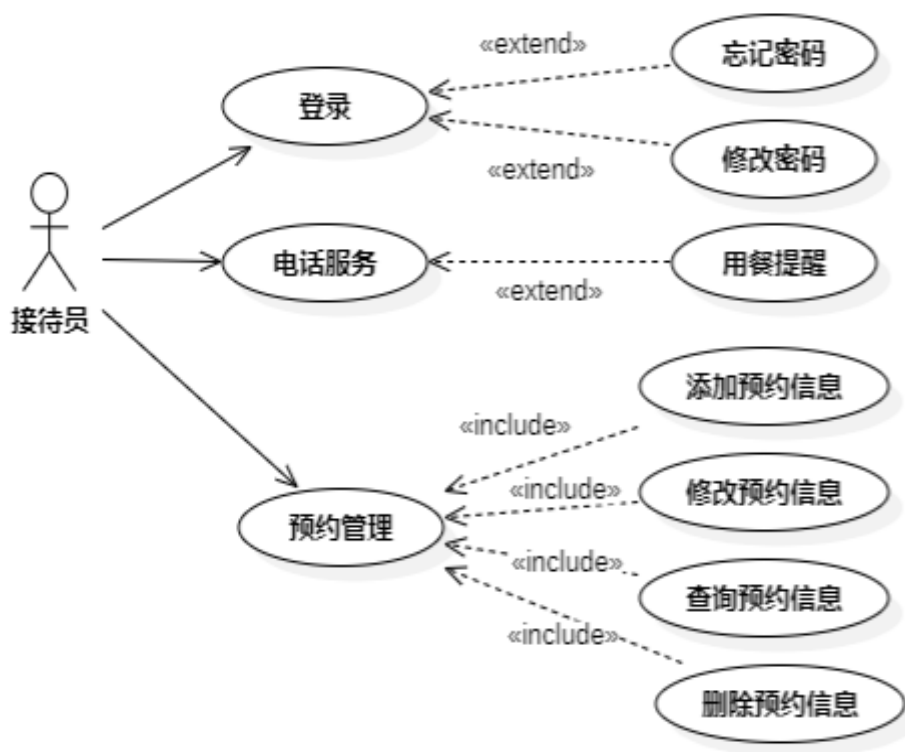 «extend»
忘记密码
登录
«extend»
修改密码
接待员
电话服务
«extend»
用餐提醒
预约管理
«include»
添加预约信息
«include»
修改预约信息
«include»
查询预约信息
«include»
删除预约信息